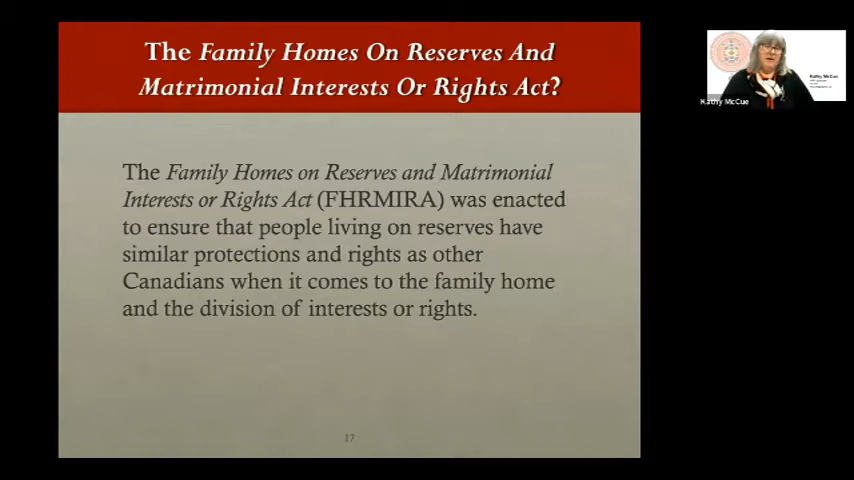 The Family Homes On Reserves And
Matrimonial Interests Or Rights Act?
The Family Homes on Reserves and Matrimonial
Interests or Rights Act (FHRMIRA) was enacted
to ensure that people living on reserves have
similar protections and rights as other
Canadians when it comes to the family home
and the division of interests or rights.
17
Kathy McCue
Kathy McCue